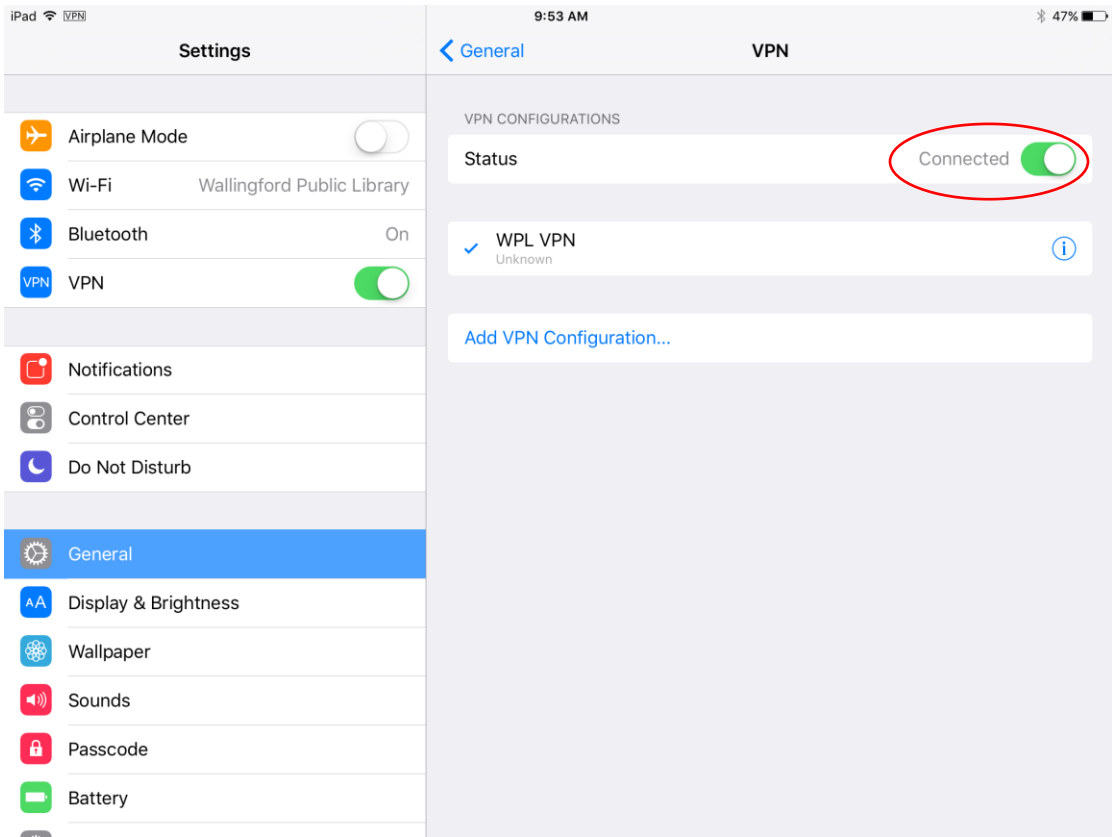 iPad VPN 9:53 AM 47%
Settings
General VPN
Airplane Mode
Wi-Fi Wallingford Public Library
Bluetooth On
VPN VPN
Notifications
Control Center
Do Not Disturb
General
AA Display & Brightness
Wallpaper
Sounds
Passcode
Battery
VPN CONFIGURATIONS
Status Connected
WPL VPN
Unknown
Add VPN Configuration...